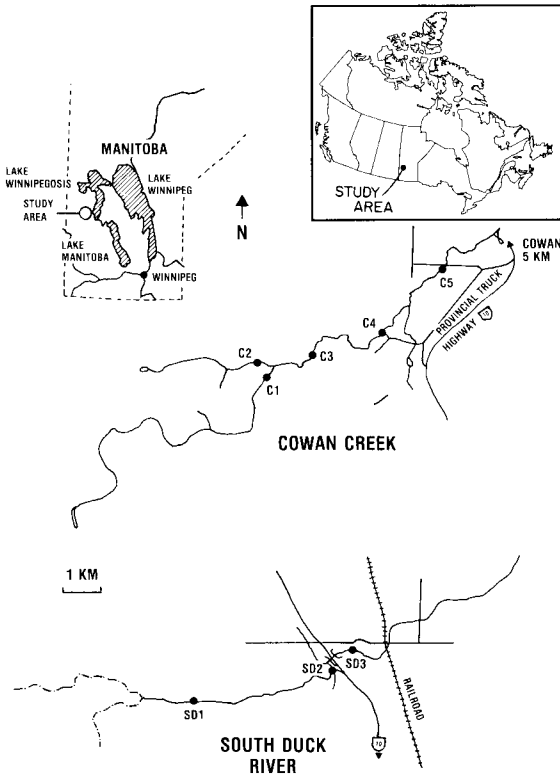 MANITOBA
LAKE
WINNIPEGOSIS
STUDY
AREA
LAKE
WINNIPEG
LAKE
MANITOBA
WINNIPEG
N
STUDY
AREA
COWAN
5 KM
C5
PROVINCIAL TRUCK
HIGHWAY 10
C4
C3
C2
C1
COWAN CREEK
1 KM
SD3
SD2
SD1
RAILROAD
10
SOUTH DUCK
RIVER